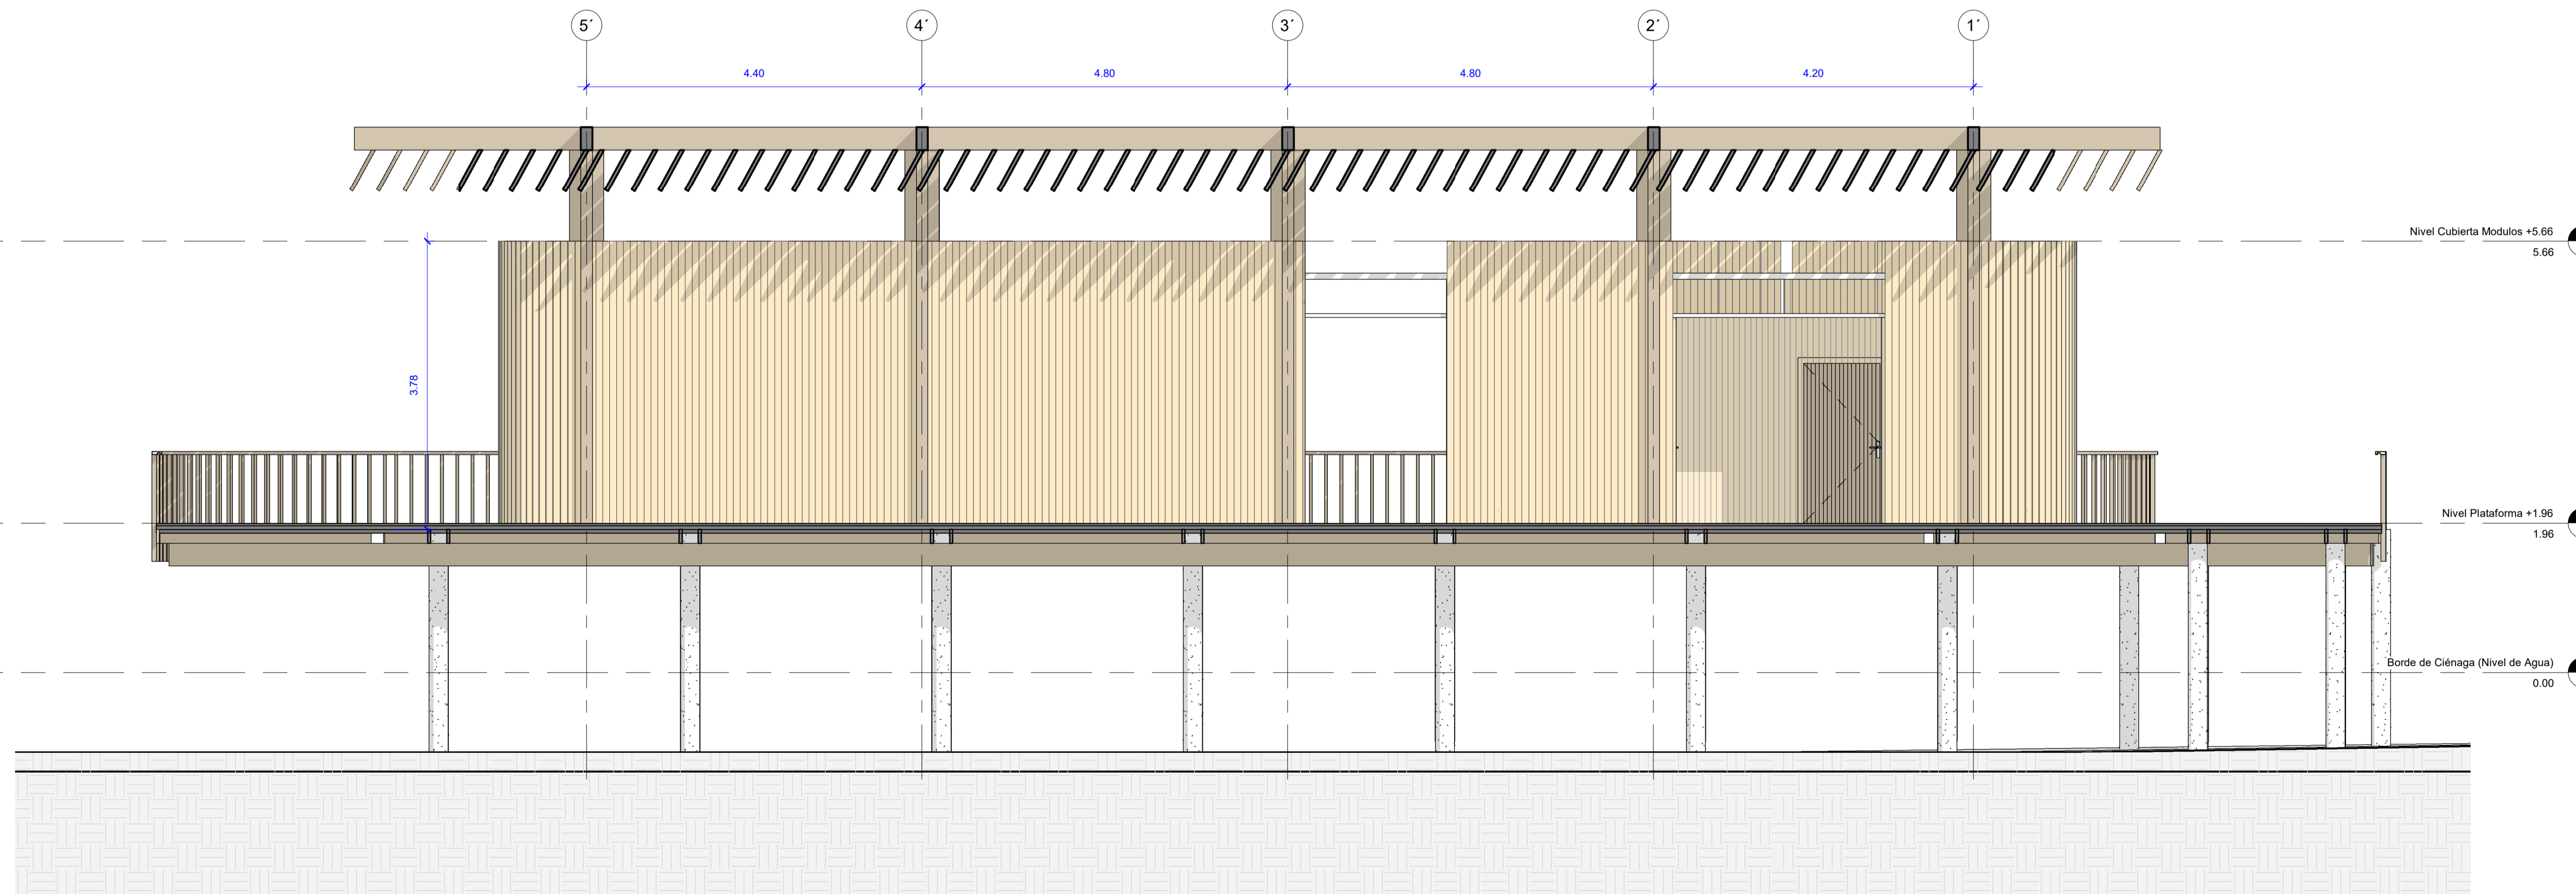 5´ 4´ 3´ 2´ 1´
4.40 4.80 4.80 4.20
Nivel Cubierta Modulos +5.66
5.66
3.78
Nivel Plataforma +1.96
1.96
Borde de Ciénaga (Nivel de Agua)
0.00